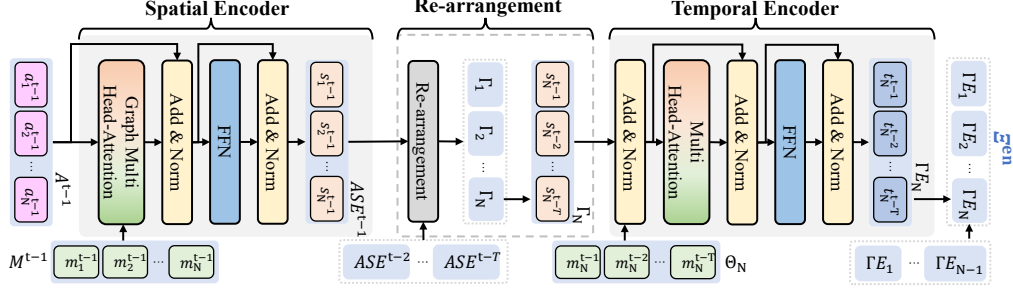 Spatial Encoder
Re-arrangement
Temporal Encoder
a_1^{t-1}
a_2^{t-1}
...
a_N^{t-1}
A^{t-1}
Graph Multi
Head-Attention
Add & Norm
FFN
Add & Norm
s_1^{t-1}
s_2^{t-1}
...
s_N^{t-1}
ASE^{t-1}
M^{t-1}
m_1^{t-1} m_2^{t-1} ... m_N^{t-1}
Re-arrangement
Γ_1
Γ_2
...
Γ_N
ASE^{t-2} ... ASE^{t-T}
s_N^{t-1}
s_N^{t-2}
...
s_N^{t-T}
Γ_N
Add & Norm
Multi
Head-Attention
Add & Norm
FFN
Add & Norm
t_N^{t-1}
t_N^{t-2}
...
t_N^{t-T}
ΓE_N
m_N^{t-1} m_N^{t-2} ... m_N^{t-T} Θ_N
ΓE_1
ΓE_2
...
ΓE_N
Ξ^{en}
ΓE_1 ... ΓE_{N-1}